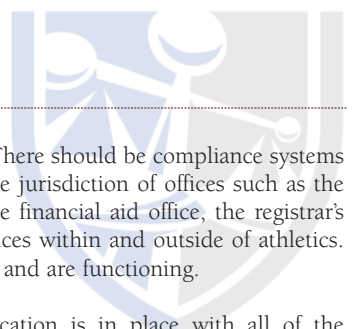 There should be compliance systems
e jurisdiction of offices such as the
e financial aid office, the registrar's
ices within and outside of athletics.
and are functioning.
cation is in place with all of the